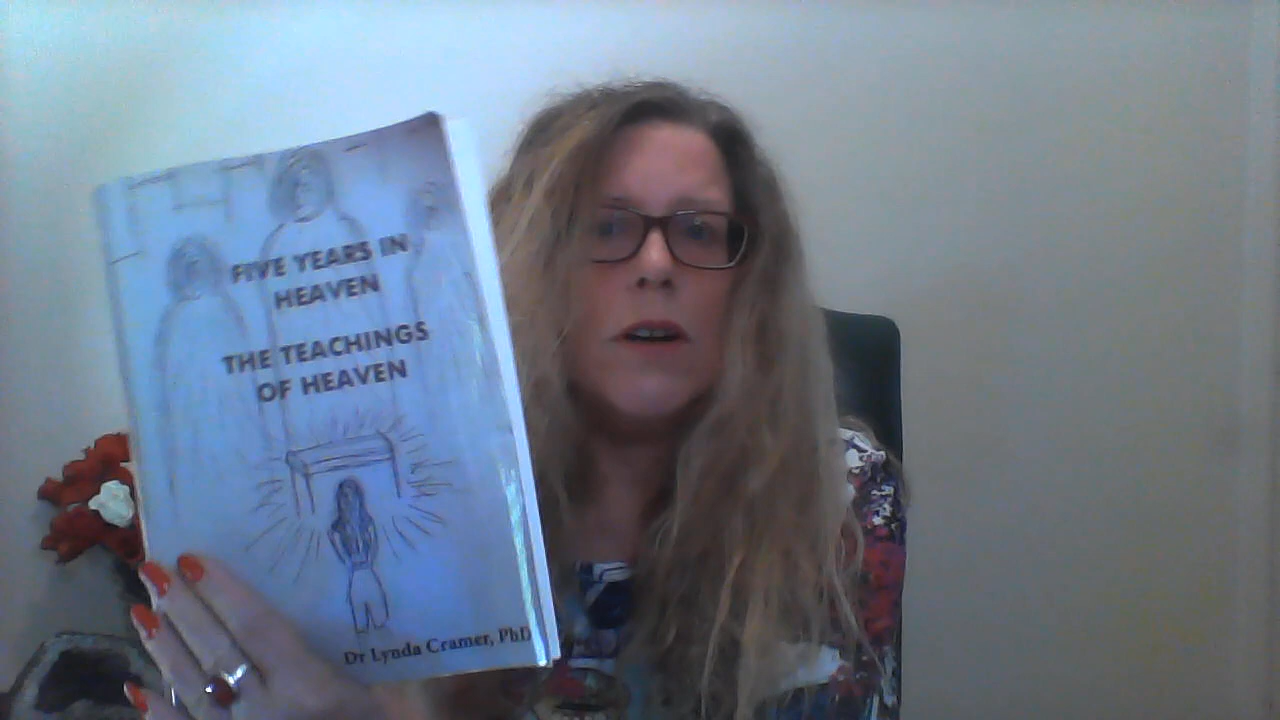 FIVE YEARS IN
HEAVEN
THE TEACHINGS
OF HEAVEN
Dr Lynda Cramer, PhD